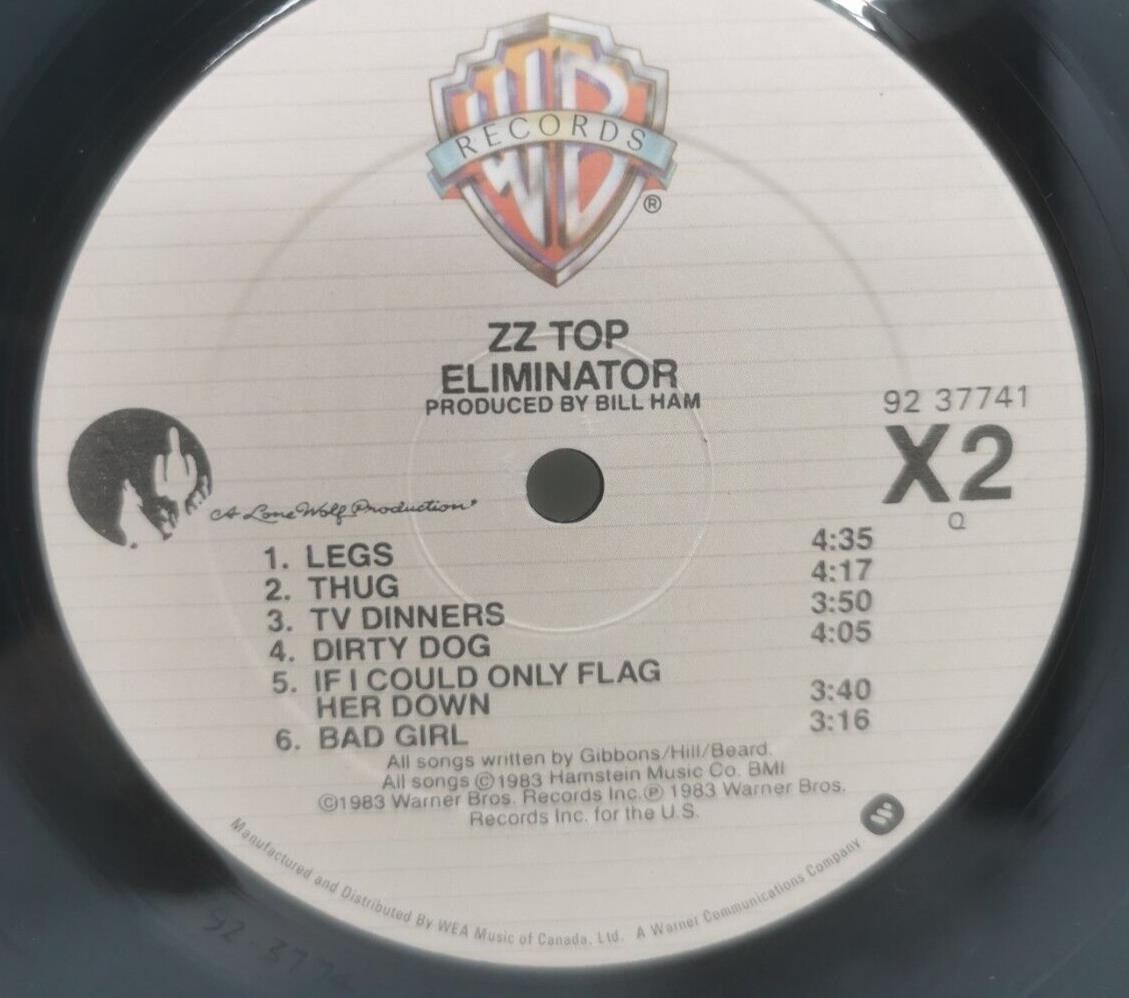 WB
RECORDS
®
ZZ TOP
ELIMINATOR
PRODUCED BY BILL HAM
92 37741
X2
Q
A Lone Wolf Production
1. LEGS 4:35
2. THUG 4:17
3. TV DINNERS 3:50
4. DIRTY DOG 4:05
5. IF I COULD ONLY FLAG
HER DOWN 3:40
6. BAD GIRL 3:16
All songs written by Gibbons/Hill/Beard.
All songs ©1983 Hamstein Music Co. BMI
©1983 Warner Bros. Records Inc.℗ 1983 Warner Bros.
Records Inc. for the U.S.
Manufactured and Distributed By WEA Music of Canada, Ltd. A Warner Communications Company